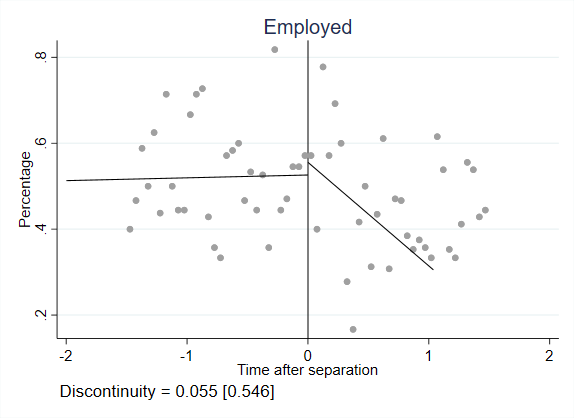 Employed
Percentage
.8
.6
.4
.2
-2 -1 0 1 2
Time after separation
Discontinuity = 0.055 [0.546]